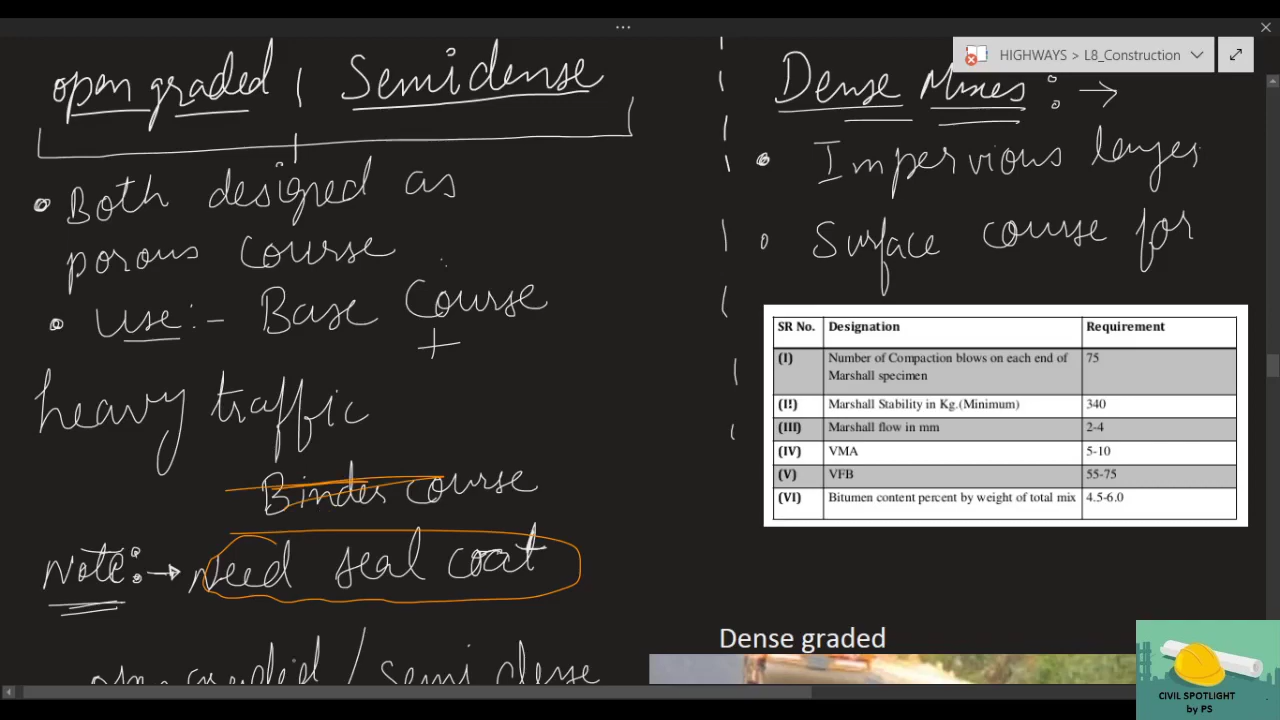 HIGHWAYS > L8_Construction
open graded | Semidense
• Both designed as
porous course
• Use :- Base Course
+
heavy traffic
Binder course
Note: → Need seal coat
open graded / semi dense
Dense Mixes : →
• Impervious layer
• Surface course for
SR No. Designation Requirement
(I) Number of Compaction blows on each end of Marshall specimen 75
(II) Marshall Stability in Kg.(Minimum) 340
(III) Marshall flow in mm 2-4
(IV) VMA 5-10
(V) VFB 55-75
(VI) Bitumen content percent by weight of total mix 4.5-6.0
Dense graded
CIVIL SPOTLIGHT
by PS